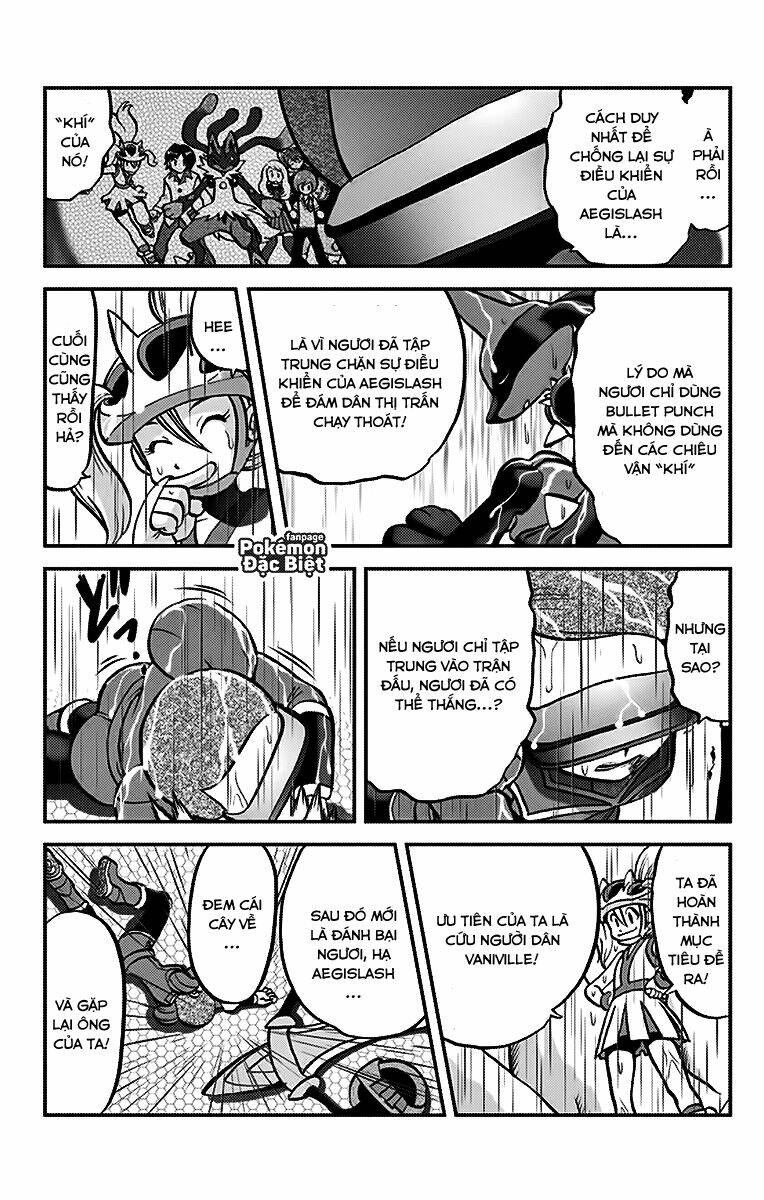 À
PHẢI
RỒI
...
CÁCH DUY
NHẤT ĐỂ
CHỐNG LẠI SỰ
ĐIỀU KHIỂN
CỦA
AEGISLASH
LÀ...
"KHÍ"
CỦA
NÓ!
LÝ DO MÀ
NGƯƠI CHỈ DÙNG
BULLET PUNCH
MÀ KHÔNG DÙNG
ĐẾN CÁC CHIÊU
VẬN "KHÍ"
LÀ VÌ NGƯƠI ĐÃ TẬP
TRUNG CHẶN SỰ ĐIỀU
KHIỂN CỦA AEGISLASH
ĐỂ ĐÁM DÂN THỊ TRẤN
CHẠY THOÁT!
HEE
...
CUỐI
CÙNG
CŨNG
THẤY
RỒI
HẢ?
fanpage
Pokémon
Đặc Biệt
NHƯNG
TẠI
SAO?
NẾU NGƯƠI CHỈ TẬP
TRUNG VÀO TRẬN
ĐẤU, NGƯƠI ĐÃ CÓ
THỂ THẮNG...?
TA ĐÃ
HOÀN
THÀNH
MỤC
TIÊU ĐỀ
RA!
ƯU TIÊN CỦA TA LÀ
CỨU NGƯỜI DÂN
VANIVILLE!
SAU ĐÓ MỚI
LÀ ĐÁNH BẠI
NGƯƠI, HẠ
AEGISLASH
...
ĐEM CÁI
CÂY VỀ
...
VÀ GẶP
LẠI ÔNG
CỦA TA!